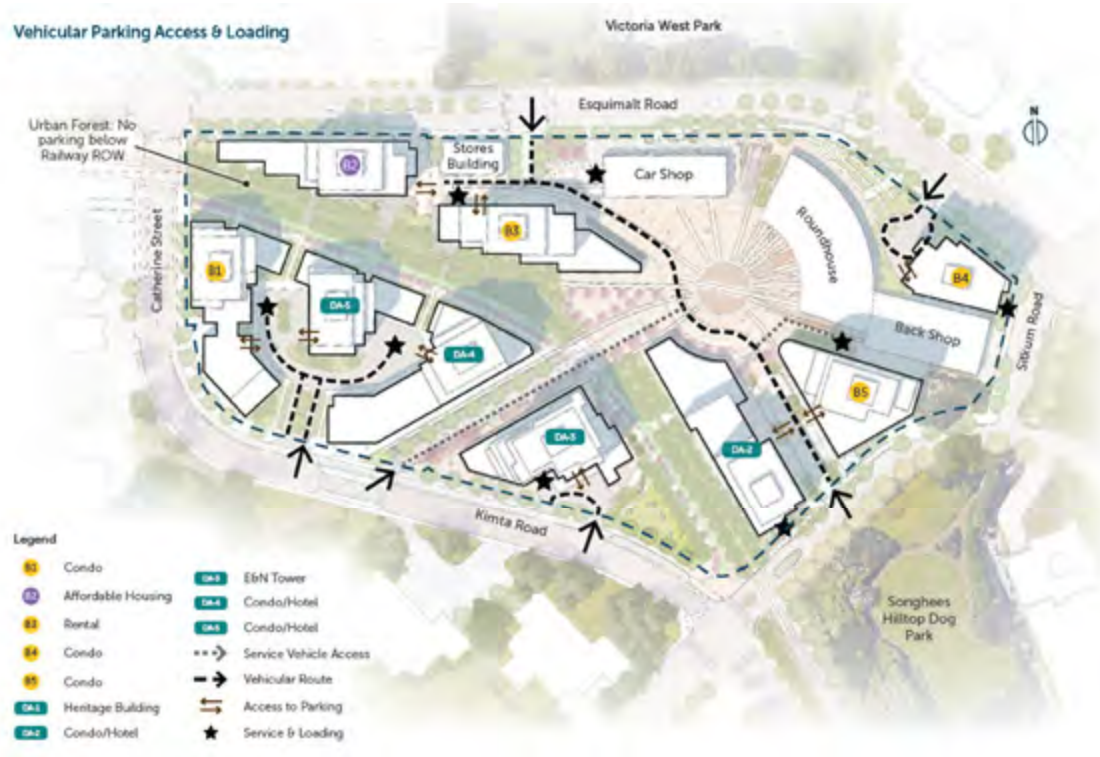 Vehicular Parking Access & Loading
Victoria West Park
Esquimalt Road
N
Urban Forest: No
parking below
Railway ROW
Stores
Building
Car Shop
B2
B3
Roundhouse
Catherine Street
B1
DA-5
B4
Sitkum Road
Back Shop
DA-4
B5
DA-3
DA-2
Kimta Road
Songhees
Hilltop Dog
Park
Legend
B1 Condo
B2 Affordable Housing
B3 Rental
B4 Condo
B5 Condo
DA-1 Heritage Building
DA-2 Condo/Hotel
DA-3 E&N Tower
DA-4 Condo/Hotel
DA-5 Condo/Hotel
Service Vehicle Access
Vehicular Route
Access to Parking
Service & Loading